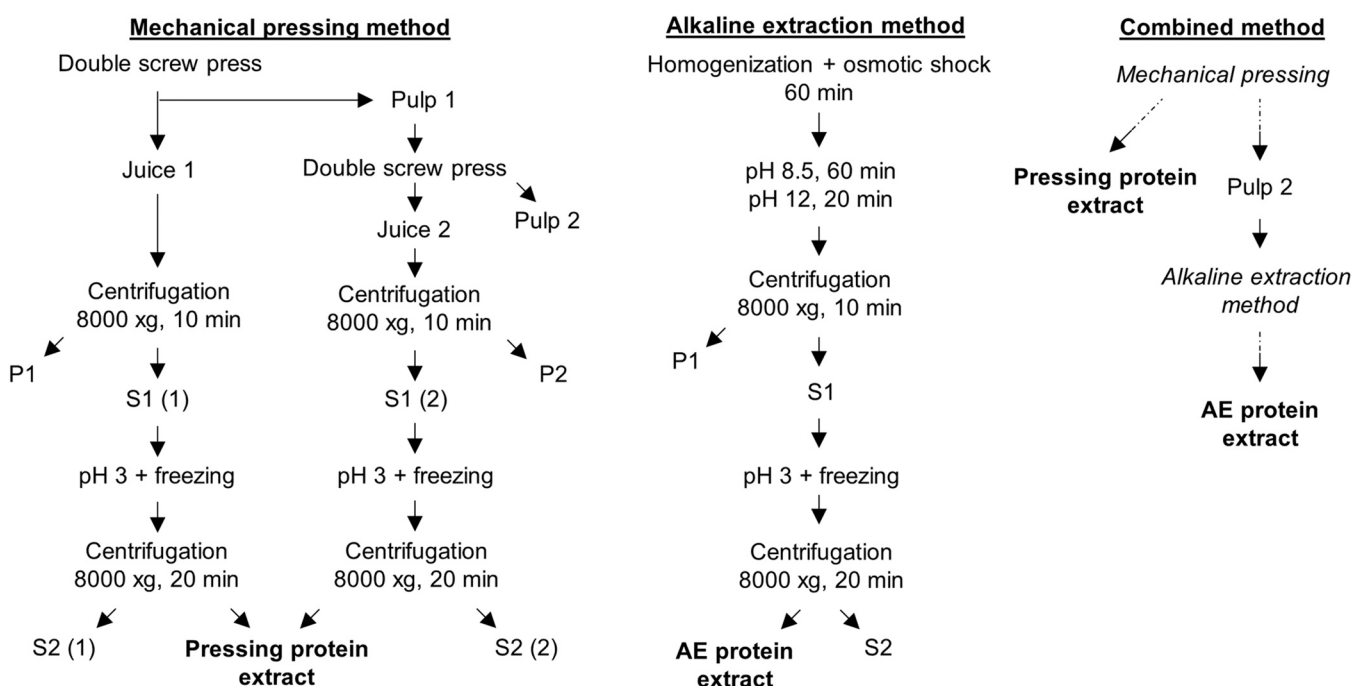 Mechanical pressing method
Double screw press
Pulp 1
Juice 1
Double screw press
Pulp 2
Juice 2
Centrifugation
8000 xg, 10 min
Centrifugation
8000 xg, 10 min
P1
P2
S1 (1)
S1 (2)
pH 3 + freezing
pH 3 + freezing
Centrifugation
8000 xg, 20 min
Centrifugation
8000 xg, 20 min
S2 (1)
Pressing protein
extract
S2 (2)
Alkaline extraction method
Homogenization + osmotic shock
60 min
pH 8.5, 60 min
pH 12, 20 min
Centrifugation
8000 xg, 10 min
P1
S1
pH 3 + freezing
Centrifugation
8000 xg, 20 min
AE protein
extract
S2
Combined method
Mechanical pressing
Pressing protein
extract
Pulp 2
Alkaline extraction
method
AE protein
extract